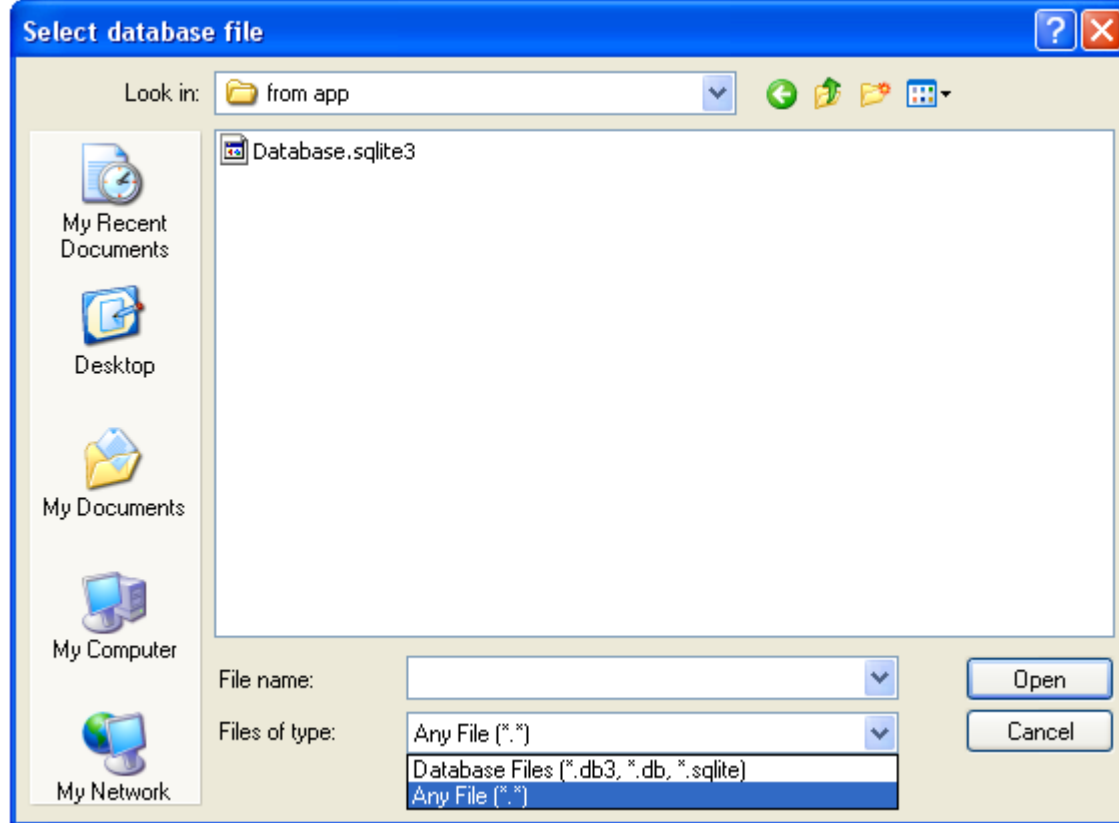 Select database file
Look in:
from app
Database.sqlite3
My Recent
Documents
Desktop
My Documents
My Computer
My Network
File name:
Open
Files of type:
Any File (*.*)
Cancel
Database Files (*.db3, *.db, *.sqlite)
Any File (*.*)